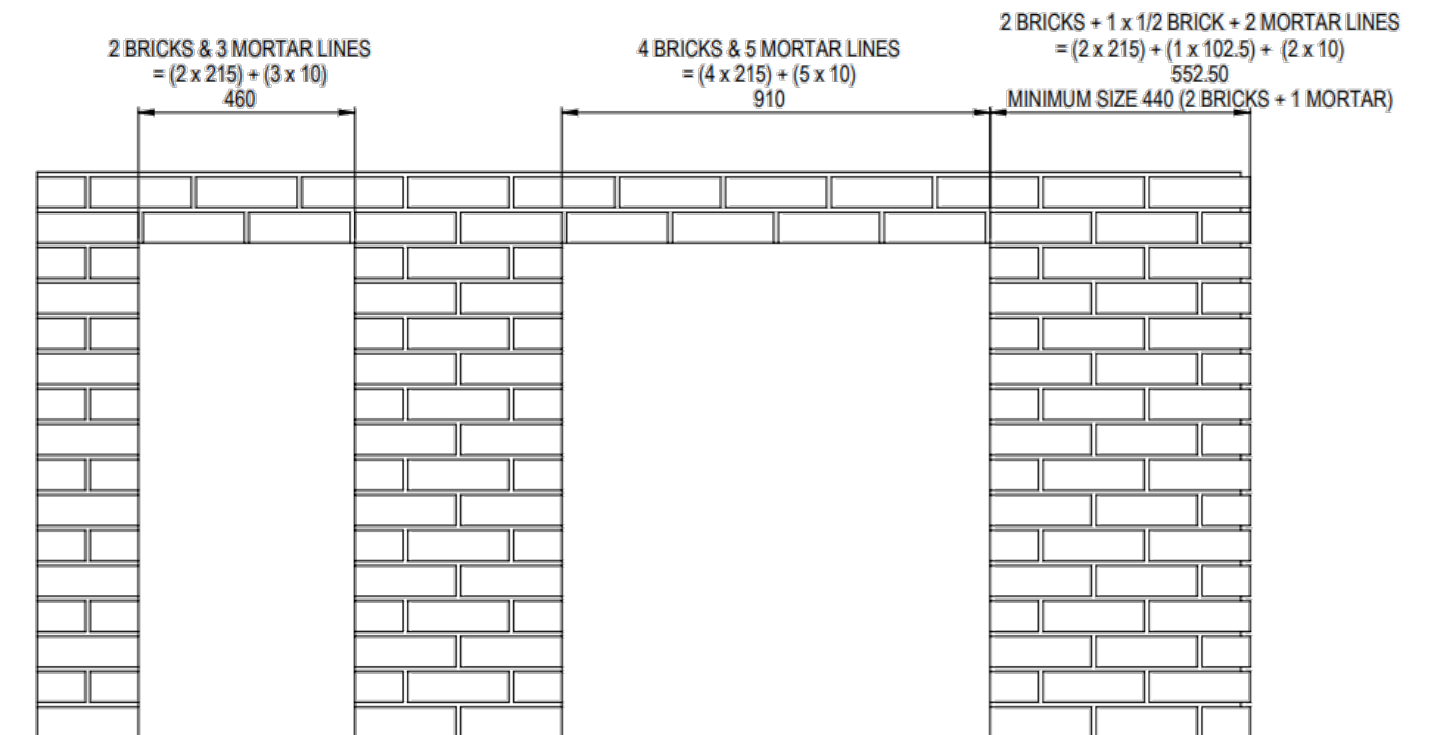 2 BRICKS & 3 MORTAR LINES
= (2 x 215) + (3 x 10)
460
4 BRICKS & 5 MORTAR LINES
= (4 x 215) + (5 x 10)
910
2 BRICKS + 1 x 1/2 BRICK + 2 MORTAR LINES
= (2 x 215) + (1 x 102.5) + (2 x 10)
552.50
MINIMUM SIZE 440 (2 BRICKS + 1 MORTAR)